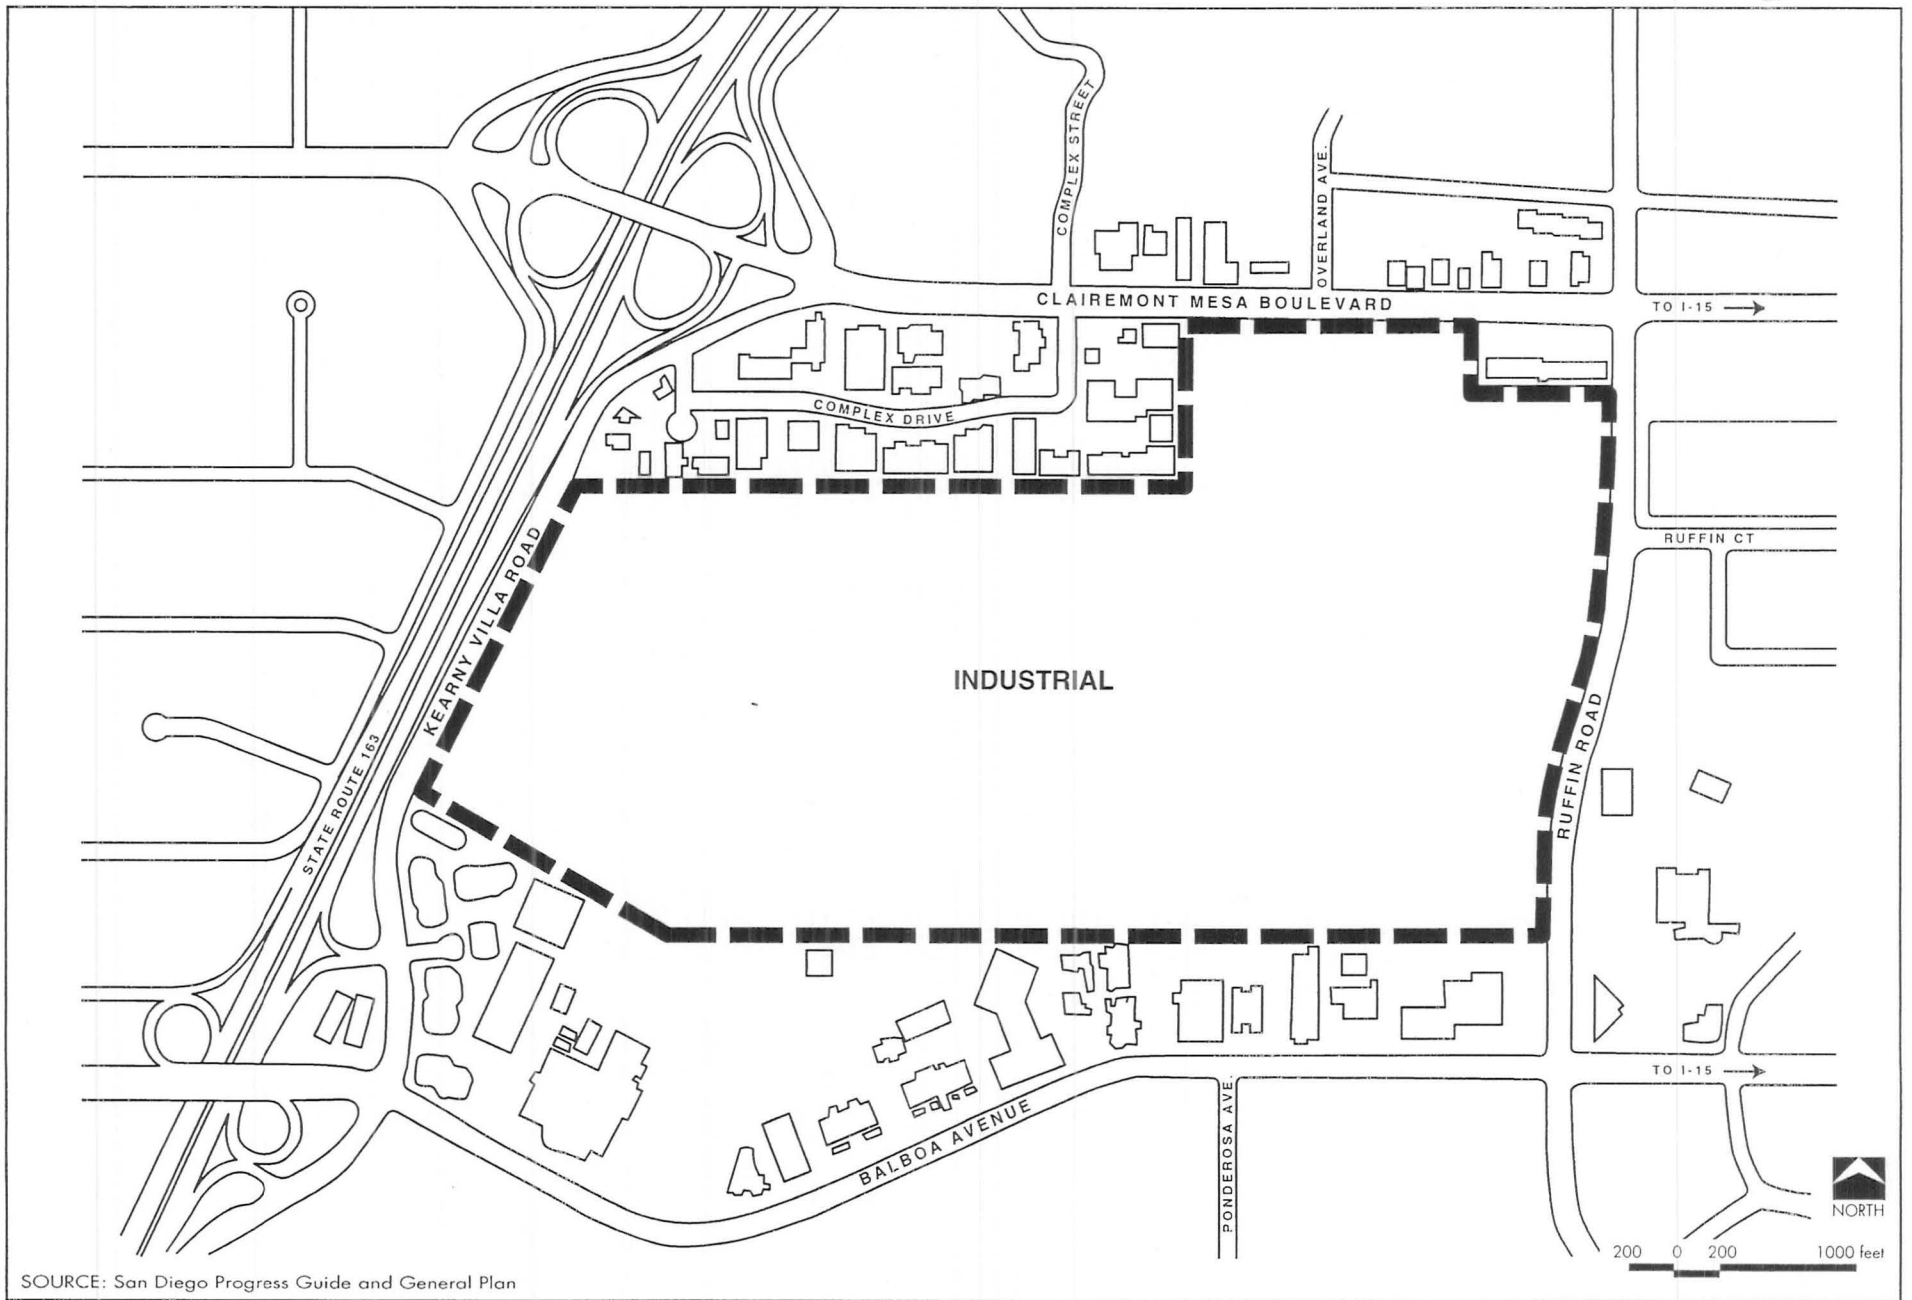 COMPLEX STREET
OVERLAND AVE.
CLAIREMONT MESA BOULEVARD
TO I-15
COMPLEX DRIVE
RUFFIN CT
KEARNY VILLA ROAD
INDUSTRIAL
STATE ROUTE 163
RUFFIN ROAD
TO I-15
BALBOA AVENUE
PONDEROSA AVE.
NORTH
200 0 200 1000 feet
SOURCE: San Diego Progress Guide and General Plan